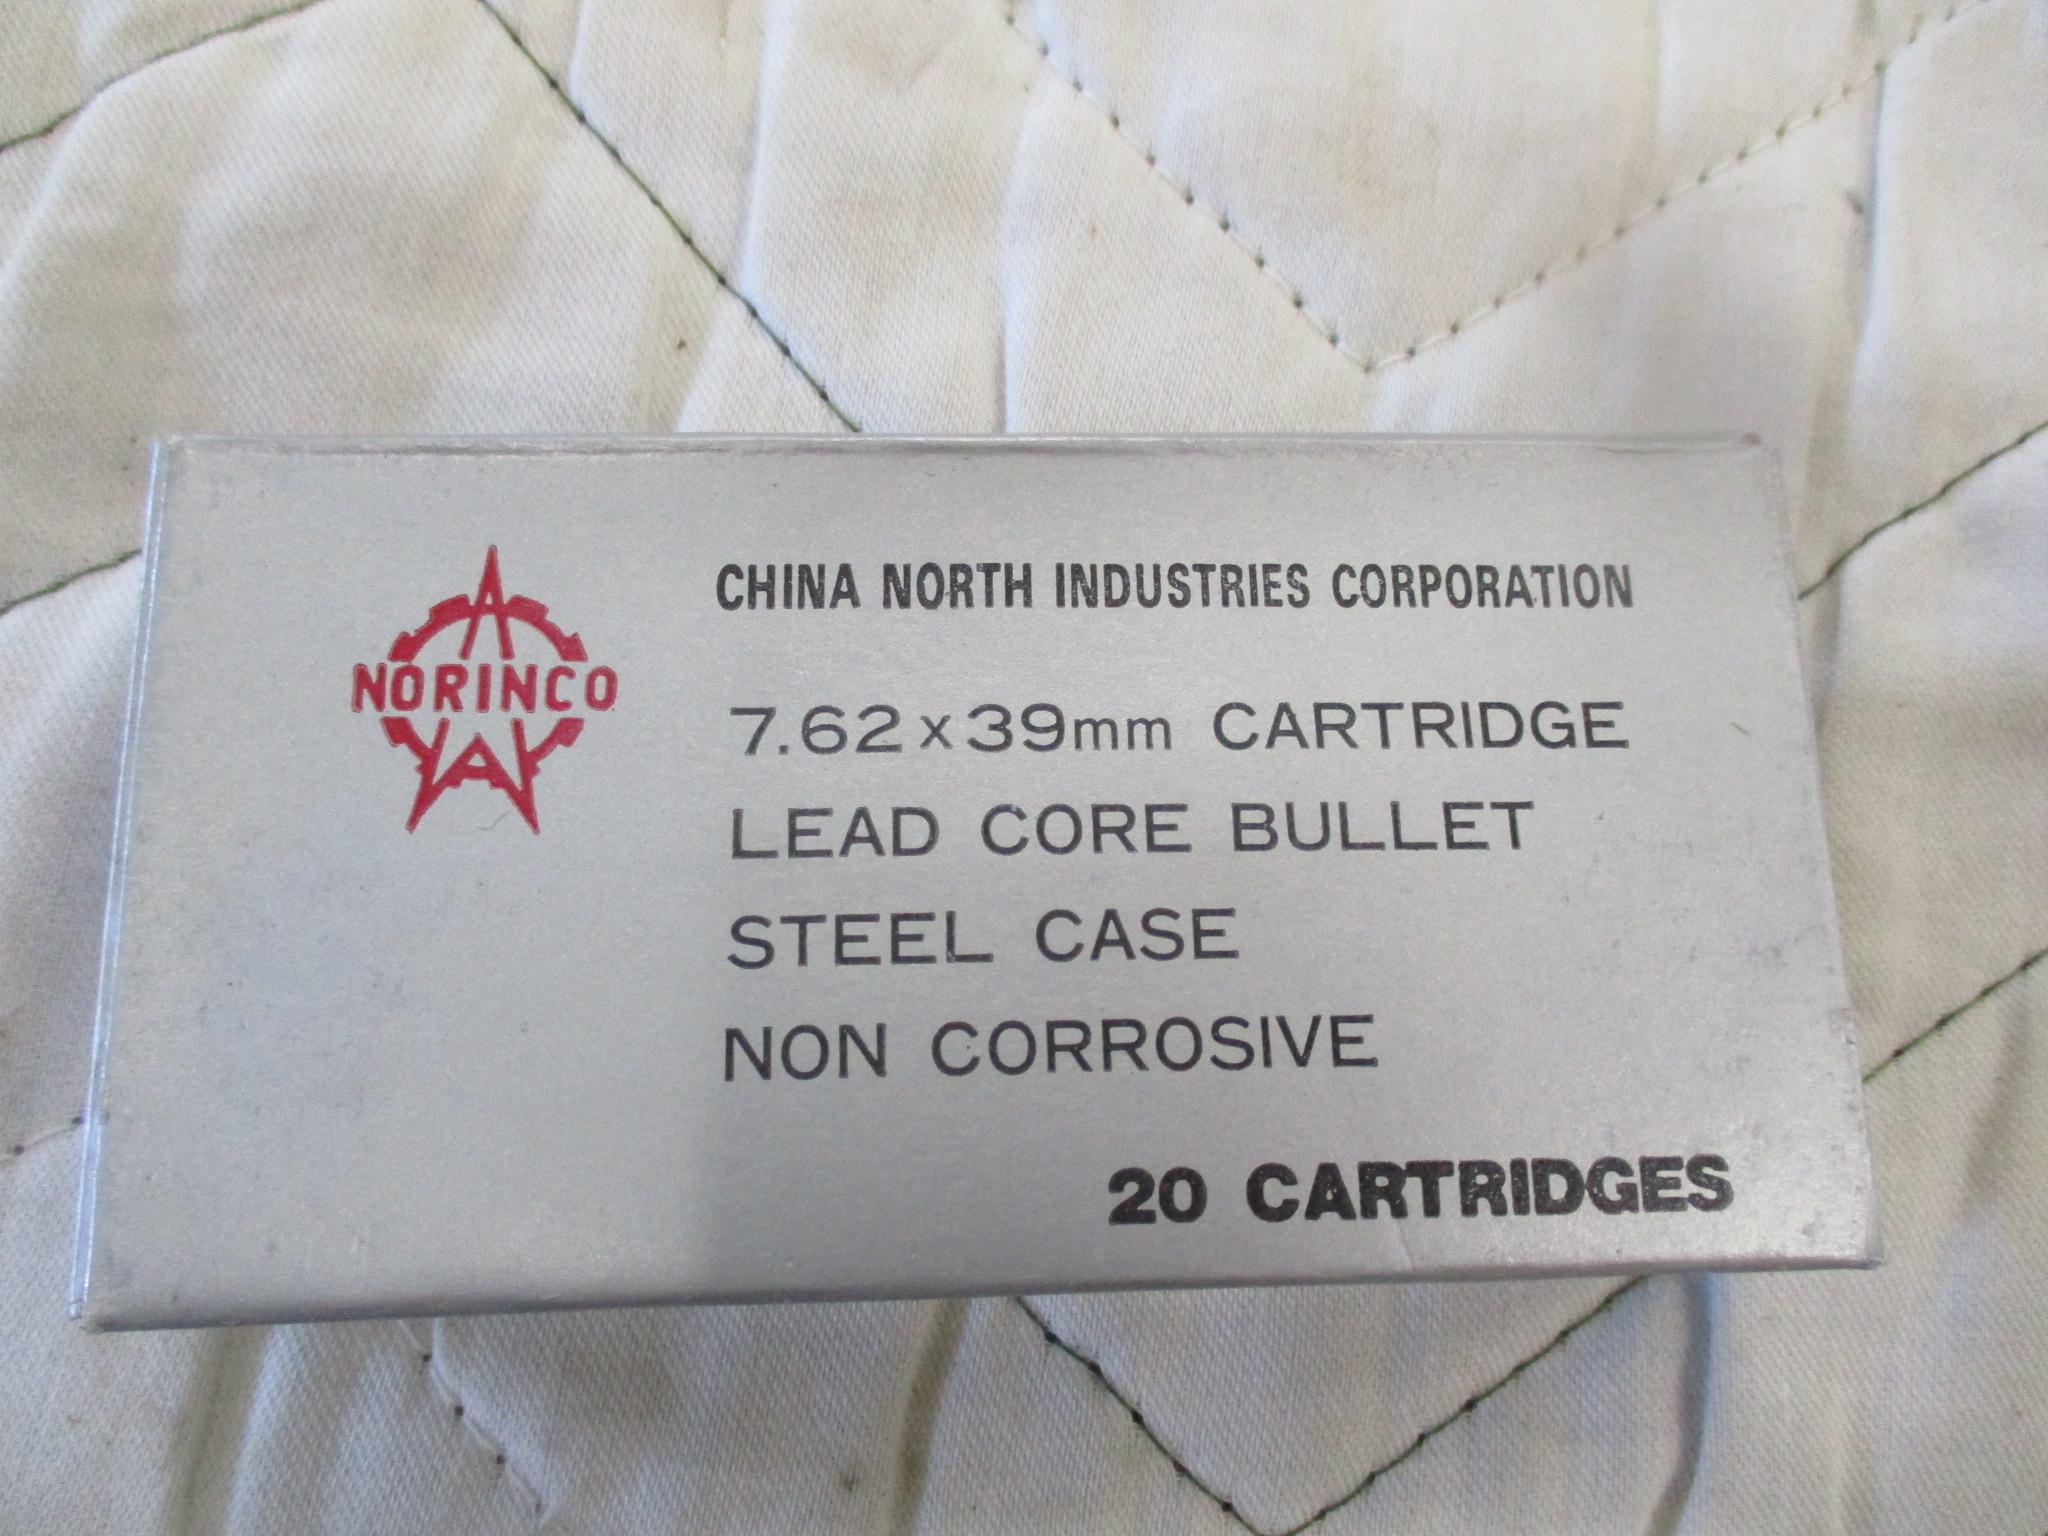 NORINCO
CHINA NORTH INDUSTRIES CORPORATION
7.62x39mm CARTRIDGE
LEAD CORE BULLET
STEEL CASE
NON CORROSIVE
20 CARTRIDGES